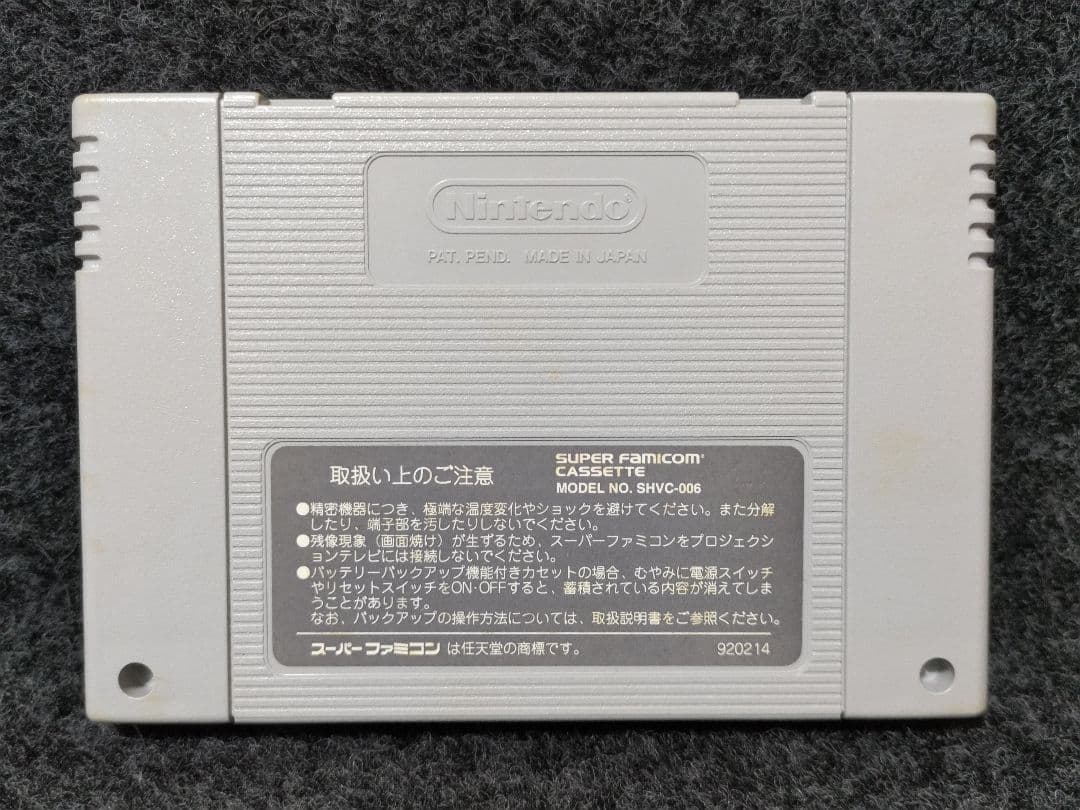 Nintendo®
PAT. PEND. MADE IN JAPAN
取扱い上のご注意
SUPER FAMICOM
CASSETTE
MODEL NO. SHVC-006
●精密機器につき、極端な温度変化やショックを避けてください。また分解
したり、端子部を汚したりしないでください。
●残像現象（画面焼け）が生ずるため、スーパーファミコンをプロジェクシ
ョンテレビには接続しないでください。
●バッテリーバックアップ機能付きカセットの場合、むやみに電源スイッチ
やリセットスイッチをON・OFFすると、蓄積されている内容が消えてしま
うことがあります。
なお、バックアップの操作方法については、取扱説明書をご参照ください。
スーパーファミコン は任天堂の商標です。
920214